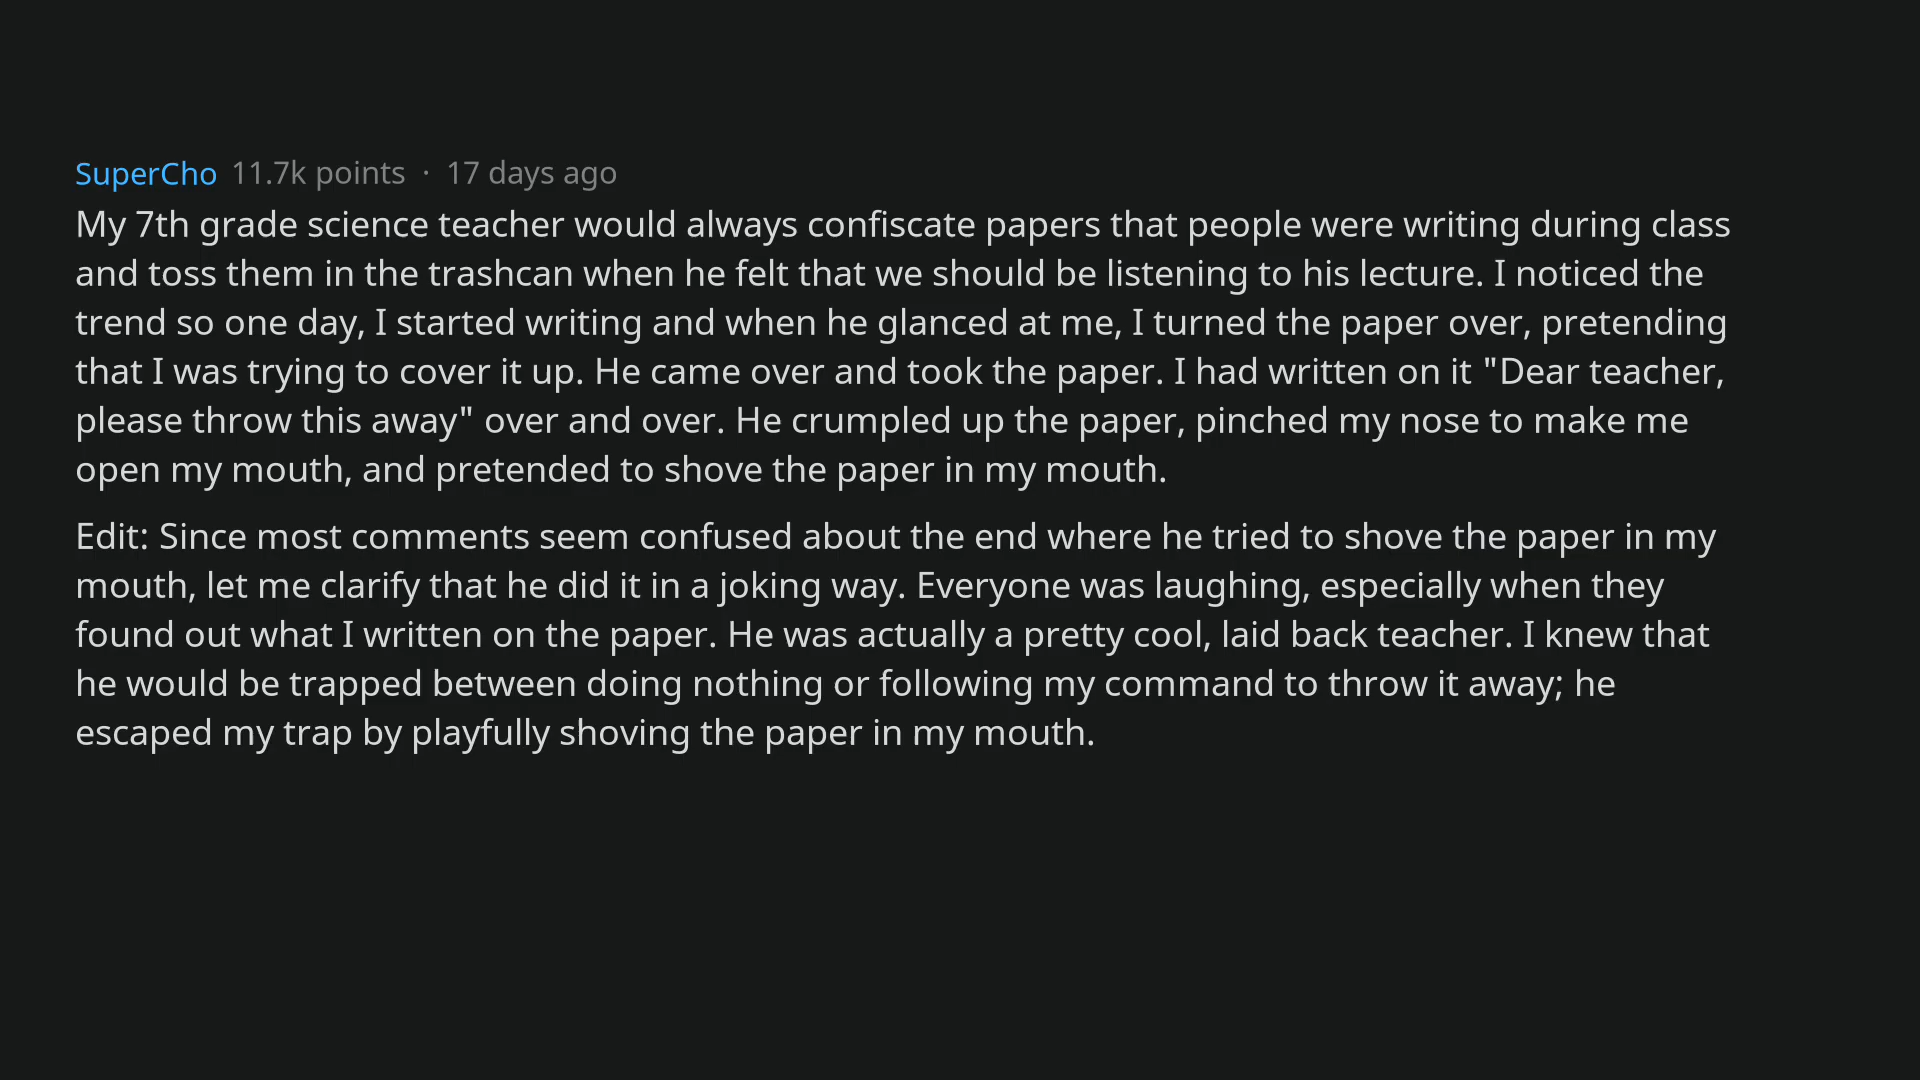 SuperCho 11.7k points · 17 days ago
My 7th grade science teacher would always confiscate papers that people were writing during class
and toss them in the trashcan when he felt that we should be listening to his lecture. I noticed the
trend so one day, I started writing and when he glanced at me, I turned the paper over, pretending
that I was trying to cover it up. He came over and took the paper. I had written on it "Dear teacher,
please throw this away" over and over. He crumpled up the paper, pinched my nose to make me
open my mouth, and pretended to shove the paper in my mouth.
Edit: Since most comments seem confused about the end where he tried to shove the paper in my
mouth, let me clarify that he did it in a joking way. Everyone was laughing, especially when they
found out what I written on the paper. He was actually a pretty cool, laid back teacher. I knew that
he would be trapped between doing nothing or following my command to throw it away; he
escaped my trap by playfully shoving the paper in my mouth.